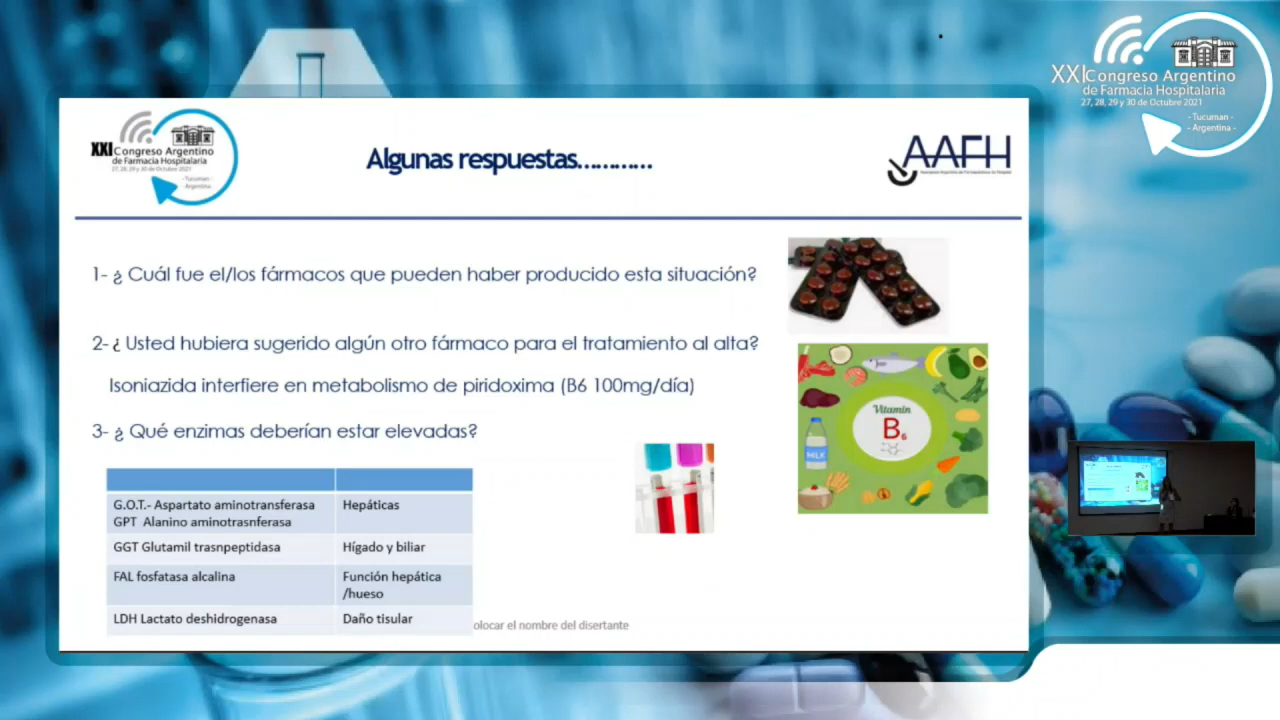 XXI Congreso Argentino
de Farmacia Hospitalaria
27, 28, 29 y 30 de Octubre 2021
- Tucuman -
- Argentina -
XXI Congreso Argentino
de Farmacia Hospitalaria
27, 28, 29 y 30 de Octubre 2021
- Tucuman -
Argentina
Algunas respuestas............
AAFH
1- ¿ Cuál fue el/los fármacos que pueden haber producido esta situación?
2- ¿ Usted hubiera sugerido algún otro fármaco para el tratamiento al alta?
Isoniazida interfiere en metabolismo de piridoxima (B6 100mg/día)
3- ¿ Qué enzimas deberían estar elevadas?
Vitamin
B6
MILK
G.O.T.- Aspartato aminotransferasa
GPT Alanino aminotrasnferasa
Hepáticas
GGT Glutamil trasnpeptidasa
Hígado y biliar
FAL fosfatasa alcalina
Función hepática
/hueso
LDH Lactato deshidrogenasa
Daño tisular
olocar el nombre del disertante